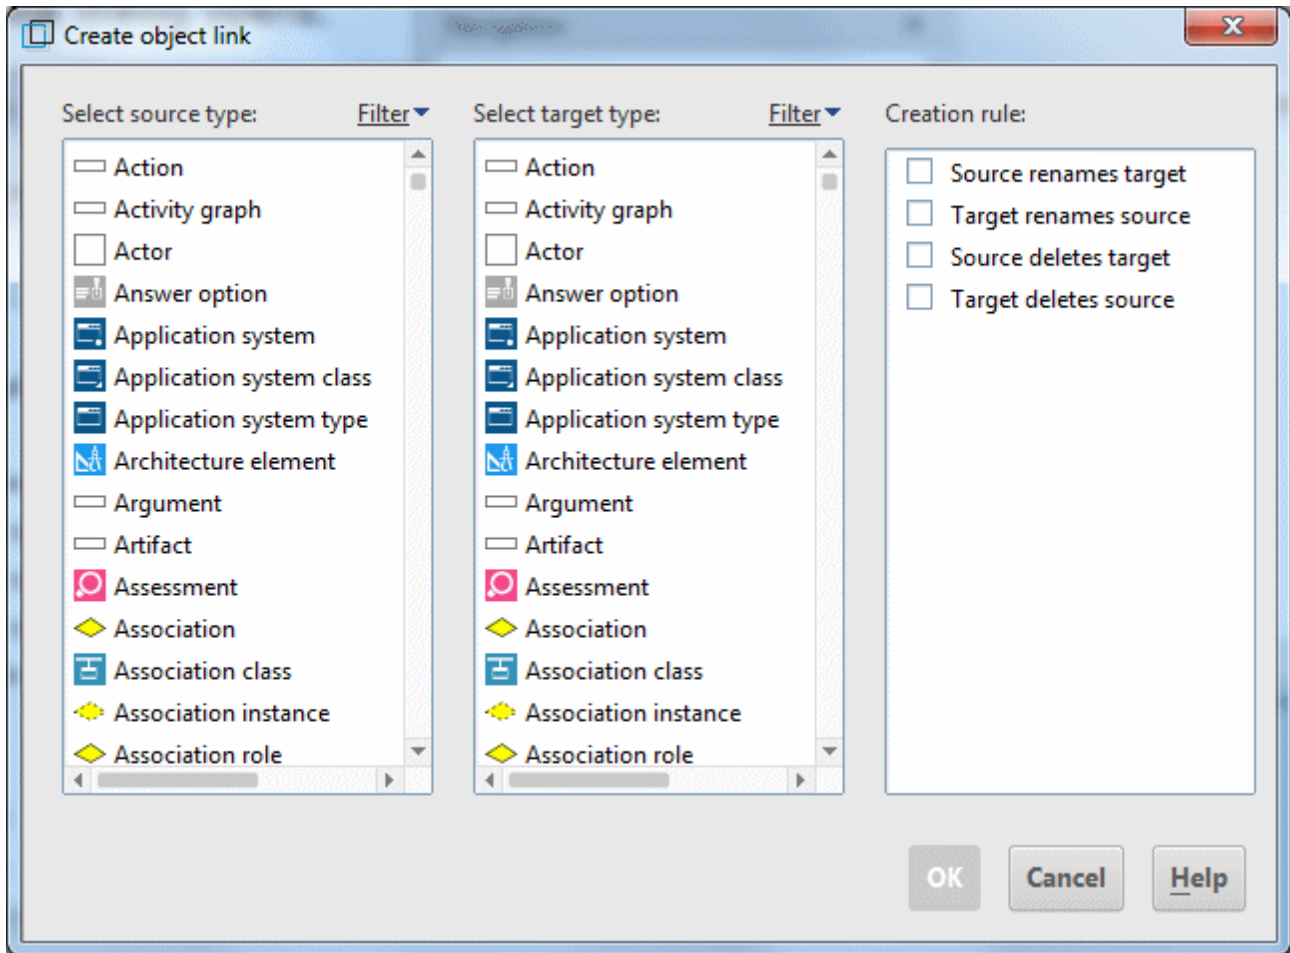 Create object link
Select source type:
Filter
Action
Activity graph
Actor
Answer option
Application system
Application system class
Application system type
Architecture element
Argument
Artifact
Assessment
Association
Association class
Association instance
Association role
Select target type:
Filter
Action
Activity graph
Actor
Answer option
Application system
Application system class
Application system type
Architecture element
Argument
Artifact
Assessment
Association
Association class
Association instance
Association role
Creation rule:
Source renames target
Target renames source
Source deletes target
Target deletes source
OK
Cancel
Help